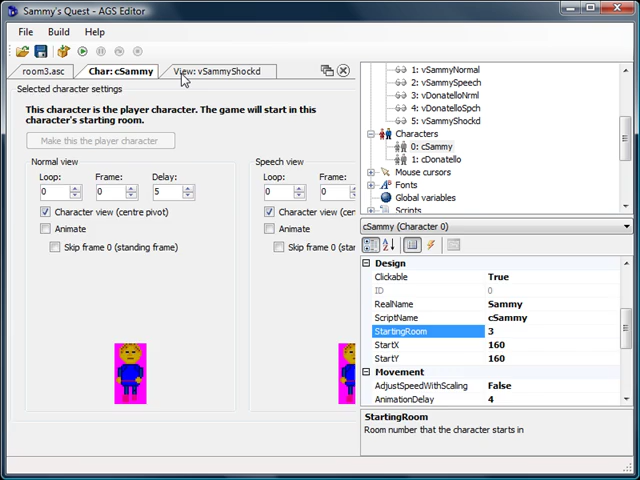 Sammy's Quest - AGS Editor
File Build Help
room3.asc Char: cSammy View: vSammyShockd
Selected character settings
This character is the player character. The game will start in this
character's starting room.
Make this the player character
Normal view
Loop: Frame: Delay:
0 0 5
Character view (centre pivot)
Animate
Skip frame 0 (standing frame)
Speech view
Loop: Frame:
0 0
Character view (cen
Animate
Skip frame 0 (sta
1: vSammyNormal
2: vSammySpeech
3: vDonatelloNrml
4: vDonatelloSpch
5: vSammyShockd
Characters
0: cSammy
1: cDonatello
Mouse cursors
Fonts
Global variables
Scripts
cSammy (Character 0)
Design
Clickable True
ID 0
RealName Sammy
ScriptName cSammy
StartingRoom 3
StartX 160
StartY 160
Movement
AdjustSpeedWithScaling False
AnimationDelay 4
StartingRoom
Room number that the character starts in